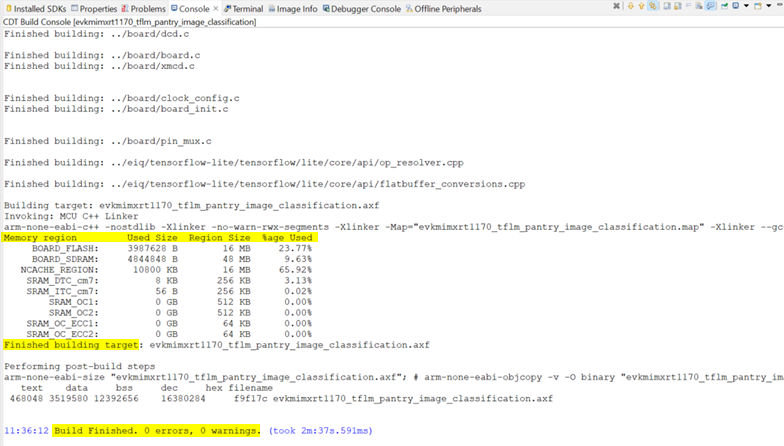 Installed SDKs Properties Problems Console Terminal Image Info Debugger Console Offline Peripherals
CDT Build Console [evkmimxrt1170_tflm_pantry_image_classification]
Finished building: ../board/dcd.c
Finished building: ../board/board.c
Finished building: ../board/xmcd.c
Finished building: ../board/clock_config.c
Finished building: ../board/board_init.c
Finished building: ../board/pin_mux.c
Finished building: ../eiq/tensorflow-lite/tensorflow/lite/core/api/op_resolver.cpp
Finished building: ../eiq/tensorflow-lite/tensorflow/lite/core/api/flatbuffer_conversions.cpp
Building target: evkmimxrt1170_tflm_pantry_image_classification.axf
Invoking: MCU C++ Linker
arm-none-eabi-c++ -nostdlib -Xlinker -no-warn-rwx-segments -Xlinker -Map="evkmimxrt1170_tflm_pantry_image_classification.map" -Xlinker --gc
Memory region Used Size Region Size %age Used
BOARD_FLASH: 3987628 B 16 MB 23.77%
BOARD_SDRAM: 4844848 B 48 MB 9.63%
NCACHE_REGION: 10800 KB 16 MB 65.92%
SRAM_DTC_cm7: 8 KB 256 KB 3.13%
SRAM_ITC_cm7: 56 B 256 KB 0.02%
SRAM_OC1: 0 GB 512 KB 0.00%
SRAM_OC2: 0 GB 512 KB 0.00%
SRAM_OC_ECC1: 0 GB 64 KB 0.00%
SRAM_OC_ECC2: 0 GB 64 KB 0.00%
Finished building target: evkmimxrt1170_tflm_pantry_image_classification.axf
Performing post-build steps
arm-none-eabi-size "evkmimxrt1170_tflm_pantry_image_classification.axf"; # arm-none-eabi-objcopy -v -O binary "evkmimxrt1170_tflm_pantry_im
text data bss dec hex filename
468048 3519580 12392656 16380284 f9f17c evkmimxrt1170_tflm_pantry_image_classification.axf
11:36:12 Build Finished. 0 errors, 0 warnings. (took 2m:37s.591ms)